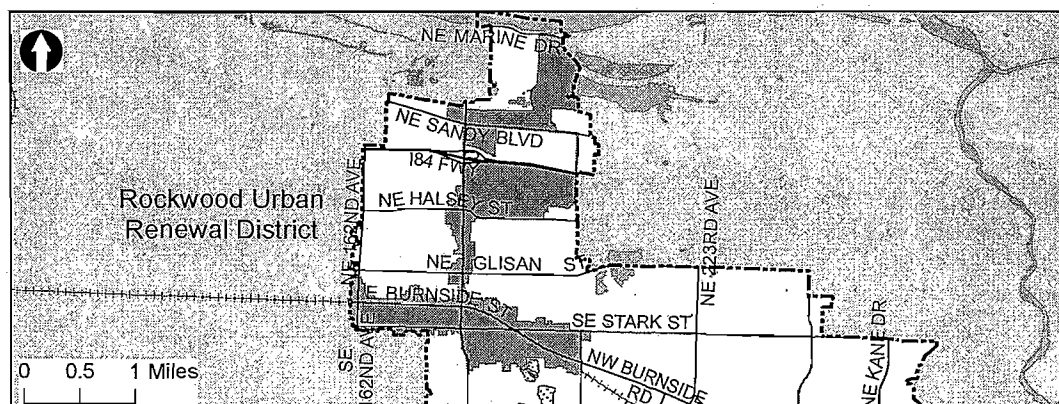 NE MARINE DR
NE SANDY BLVD
I84 FWY
NE 162ND AVE
Rockwood Urban
Renewal District
NE HALSEY ST
NE 223RD AVE
NE GLISAN ST
E BURNSIDE ST
SE STARK ST
SE 162ND AVE
NW BURNSIDE
RD
NE KANE DR
0 0.5 1 Miles